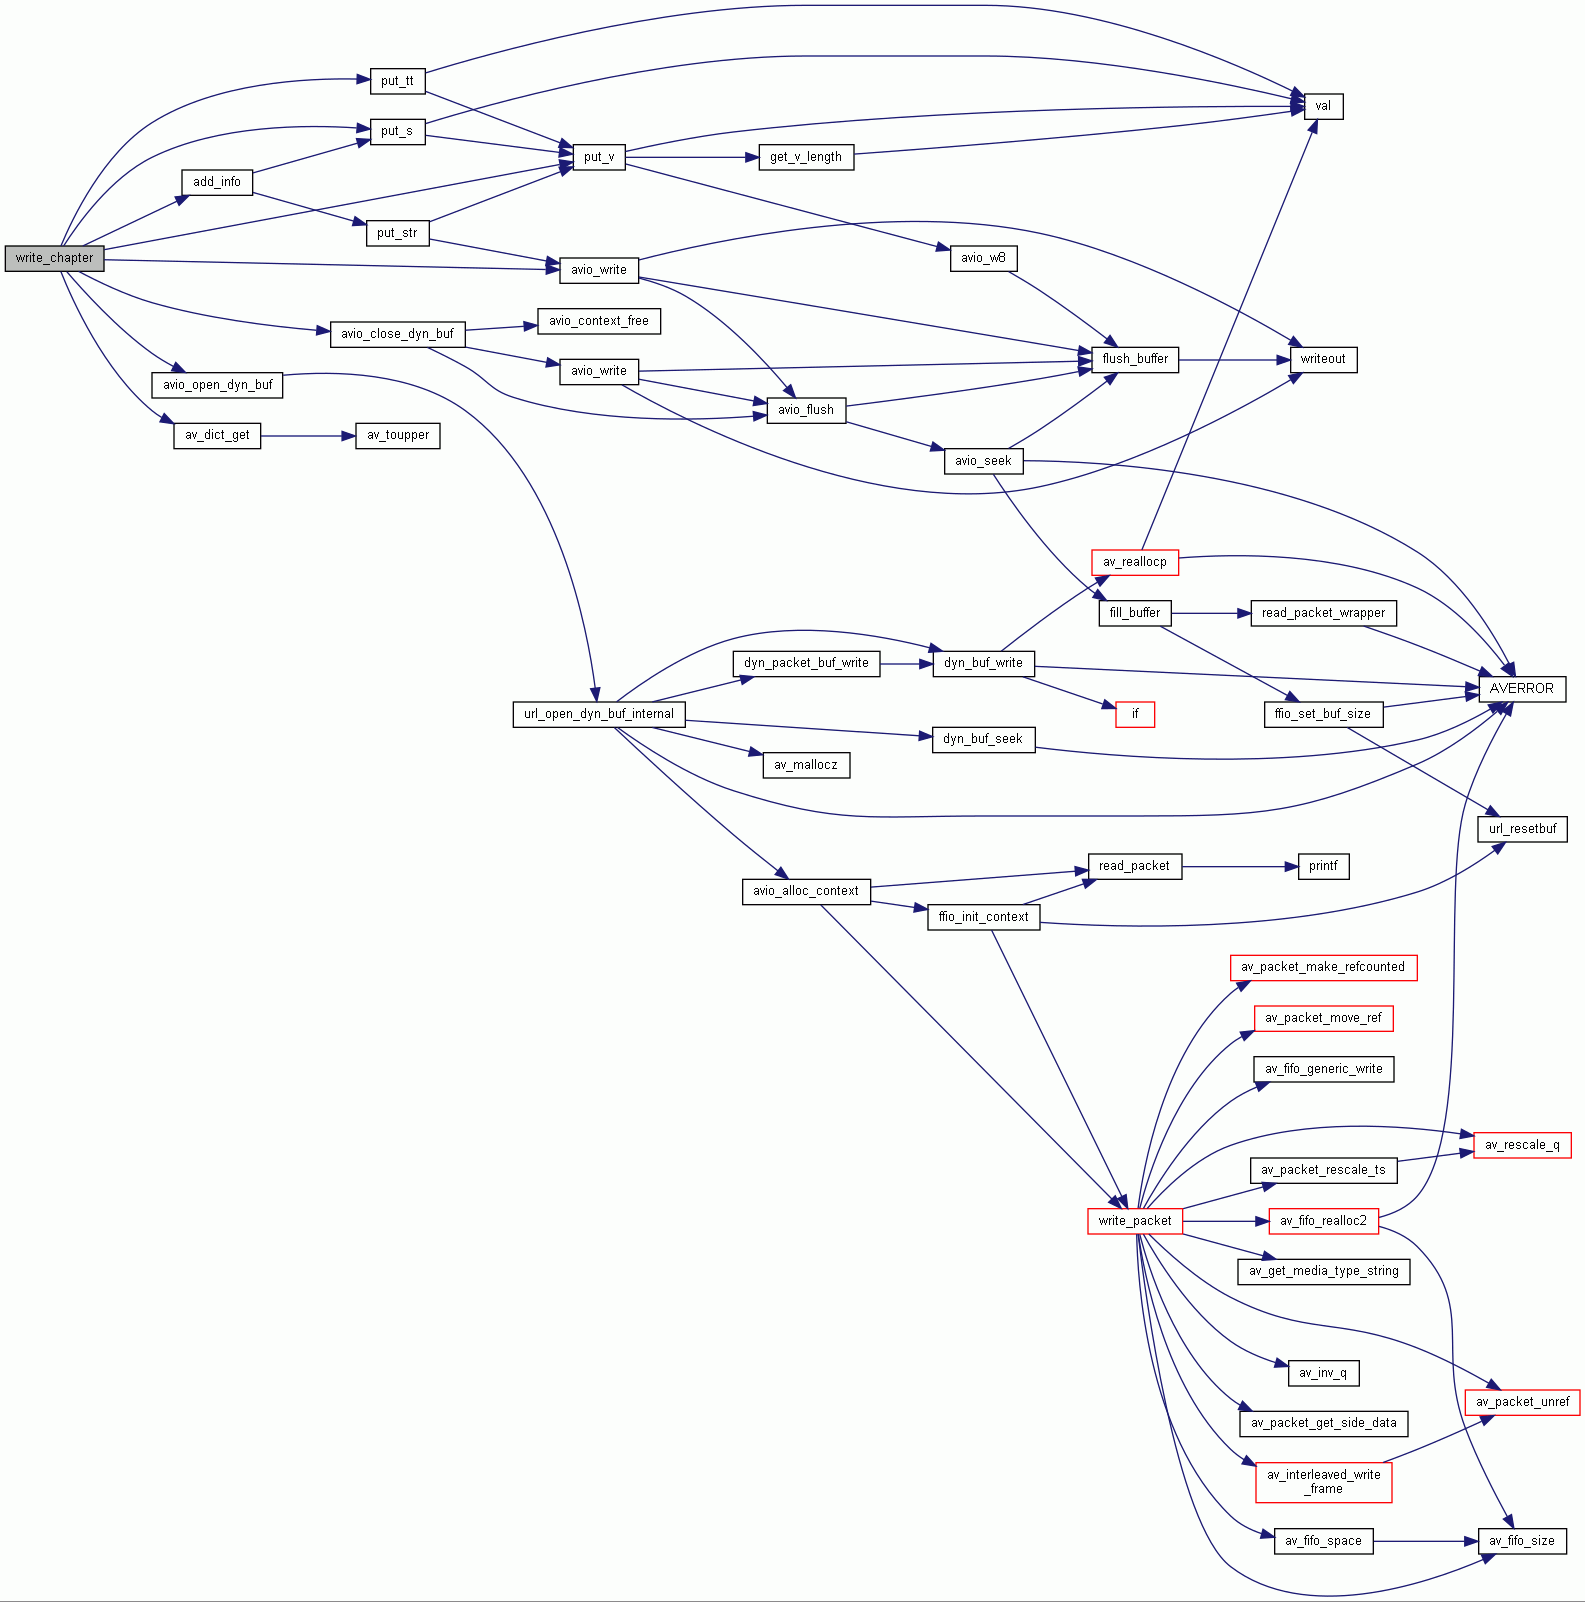 put_tt
val
put_s
put_v
get_v_length
add_info
put_str
write_chapter
avio_w8
avio_write
avio_context_free
avio_close_dyn_buf
flush_buffer
writeout
avio_write
avio_open_dyn_buf
avio_flush
av_dict_get
av_toupper
avio_seek
av_reallocp
fill_buffer
read_packet_wrapper
dyn_packet_buf_write
dyn_buf_write
AVERROR
url_open_dyn_buf_internal
if
ffio_set_buf_size
dyn_buf_seek
av_mallocz
url_resetbuf
read_packet
printf
avio_alloc_context
ffio_init_context
av_packet_make_refcounted
av_packet_move_ref
av_fifo_generic_write
av_rescale_q
av_packet_rescale_ts
write_packet
av_fifo_realloc2
av_get_media_type_string
av_inv_q
av_packet_unref
av_packet_get_side_data
av_interleaved_write
_frame
av_fifo_space
av_fifo_size